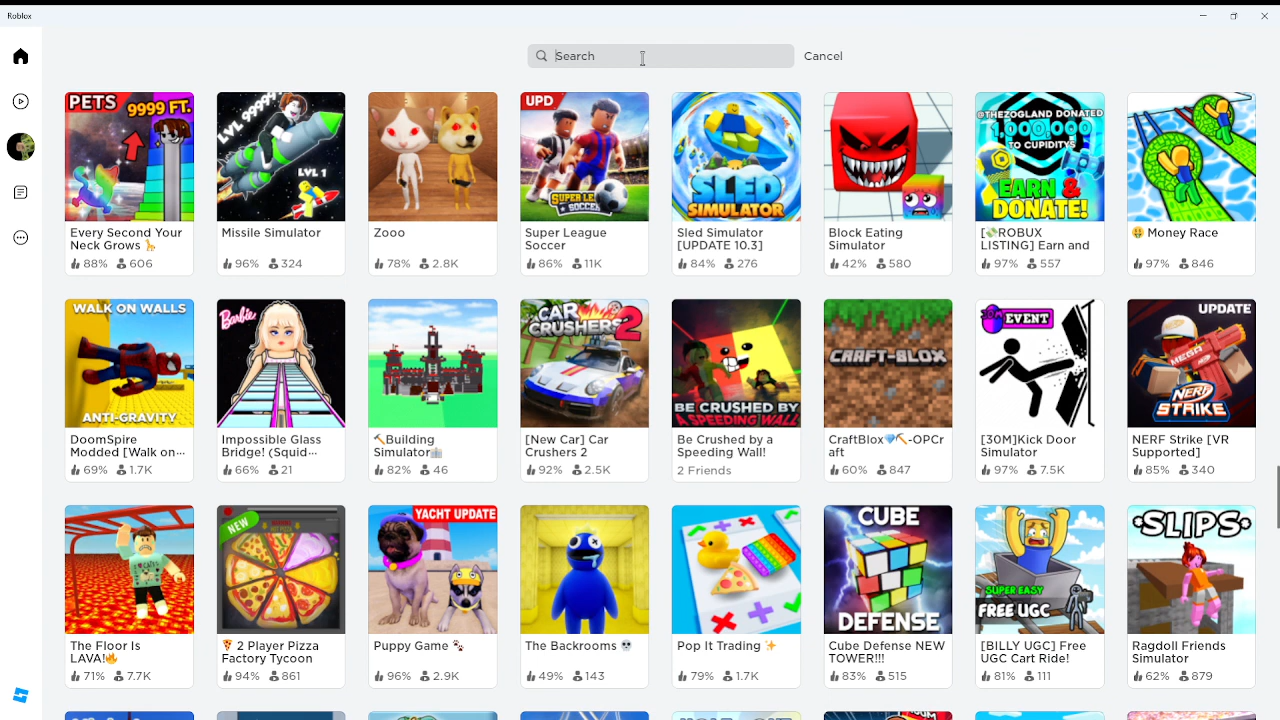 Roblox
Search
Cancel
PETS
9999 FT.
LVL 9999
LVL 1
UPD
SUPER LEAGUE
SOCCER
SLED
SIMULATOR
@THEZOGLAND DONATED
1,000,000
TO CUPIDITYS
EARN &
DONATE!
Every Second Your
Neck Grows 🦒
Missile Simulator
Zooo
Super League
Soccer
Sled Simulator
[UPDATE 10.3]
Block Eating
Simulator
[💸ROBUX
LISTING] Earn and
🤑 Money Race
88% 606
96% 324
78% 2.8K
86% 11K
84% 276
42% 580
97% 557
97% 846
WALK ON WALLS
ANTI-GRAVITY
Barbie
CAR
CRUSHERS 2
BE CRUSHED BY
A SPEEDING WALL
CRAFT-BLOX
30M EVENT
UPDATE
MEGA
NERF
STRIKE
DoomSpire
Modded [Walk on...
Impossible Glass
Bridge! (Squid...
🔨Building
Simulator🏰
[New Car] Car
Crushers 2
Be Crushed by a
Speeding Wall!
CraftBlox💎⛏️-OPCr
aft
[30M]Kick Door
Simulator
NERF Strike [VR
Supported]
69% 1.7K
66% 21
82% 46
92% 2.5K
2 Friends
60% 847
97% 7.5K
85% 340
NEW
YACHT UPDATE
CUBE
DEFENSE
SUPER EASY
FREE UGC
*SLIPS*
The Floor Is
LAVA!🔥
🍕 2 Player Pizza
Factory Tycoon
Puppy Game 🐾
The Backrooms 💀
Pop It Trading ✨
Cube Defense NEW
TOWER!!!
[BILLY UGC] Free
UGC Cart Ride!
Ragdoll Friends
Simulator
71% 7.7K
94% 861
96% 2.9K
49% 143
79% 1.7K
83% 515
81% 111
62% 879